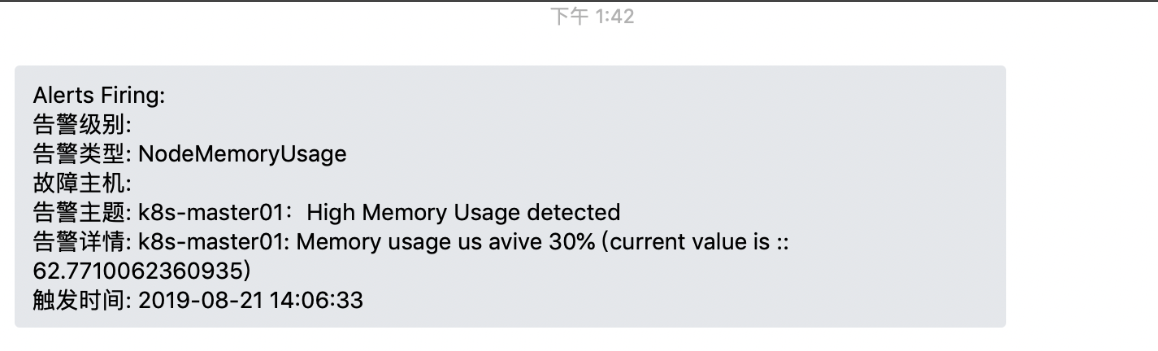 下午 1:42
Alerts Firing:
告警级别:
告警类型: NodeMemoryUsage
故障主机:
告警主题: k8s-master01：High Memory Usage detected
告警详情: k8s-master01: Memory usage us avive 30% (current value is ::
62.7710062360935)
触发时间: 2019-08-21 14:06:33